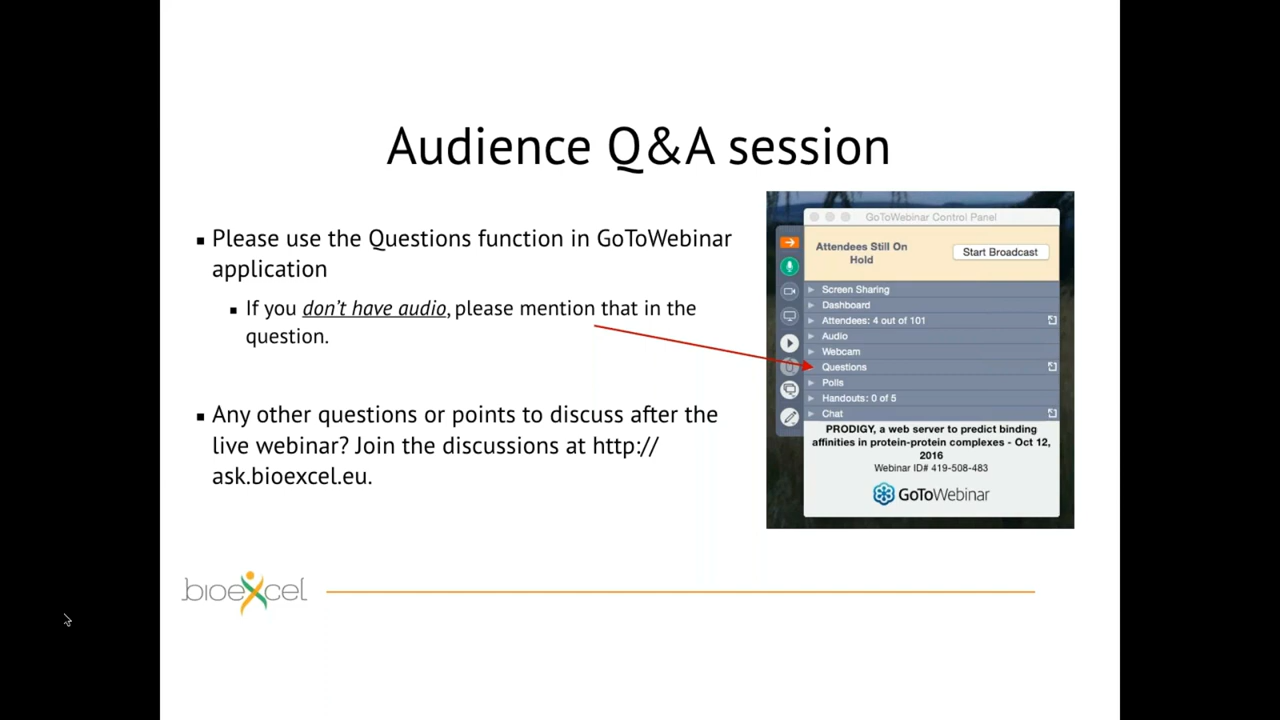 Audience Q&A session
▪ Please use the Questions function in GoToWebinar
application
▪ If you don't have audio, please mention that in the
question.
▪ Any other questions or points to discuss after the
live webinar? Join the discussions at http://
ask.bioexcel.eu.
GoToWebinar Control Panel
Attendees Still On
Hold
Start Broadcast
Screen Sharing
Dashboard
Attendees: 4 out of 101
Audio
Webcam
Questions
Polls
Handouts: 0 of 5
Chat
PRODIGY, a web server to predict binding
affinities in protein-protein complexes - Oct 12,
2016
Webinar ID# 419-508-483
GoToWebinar
bioexcel